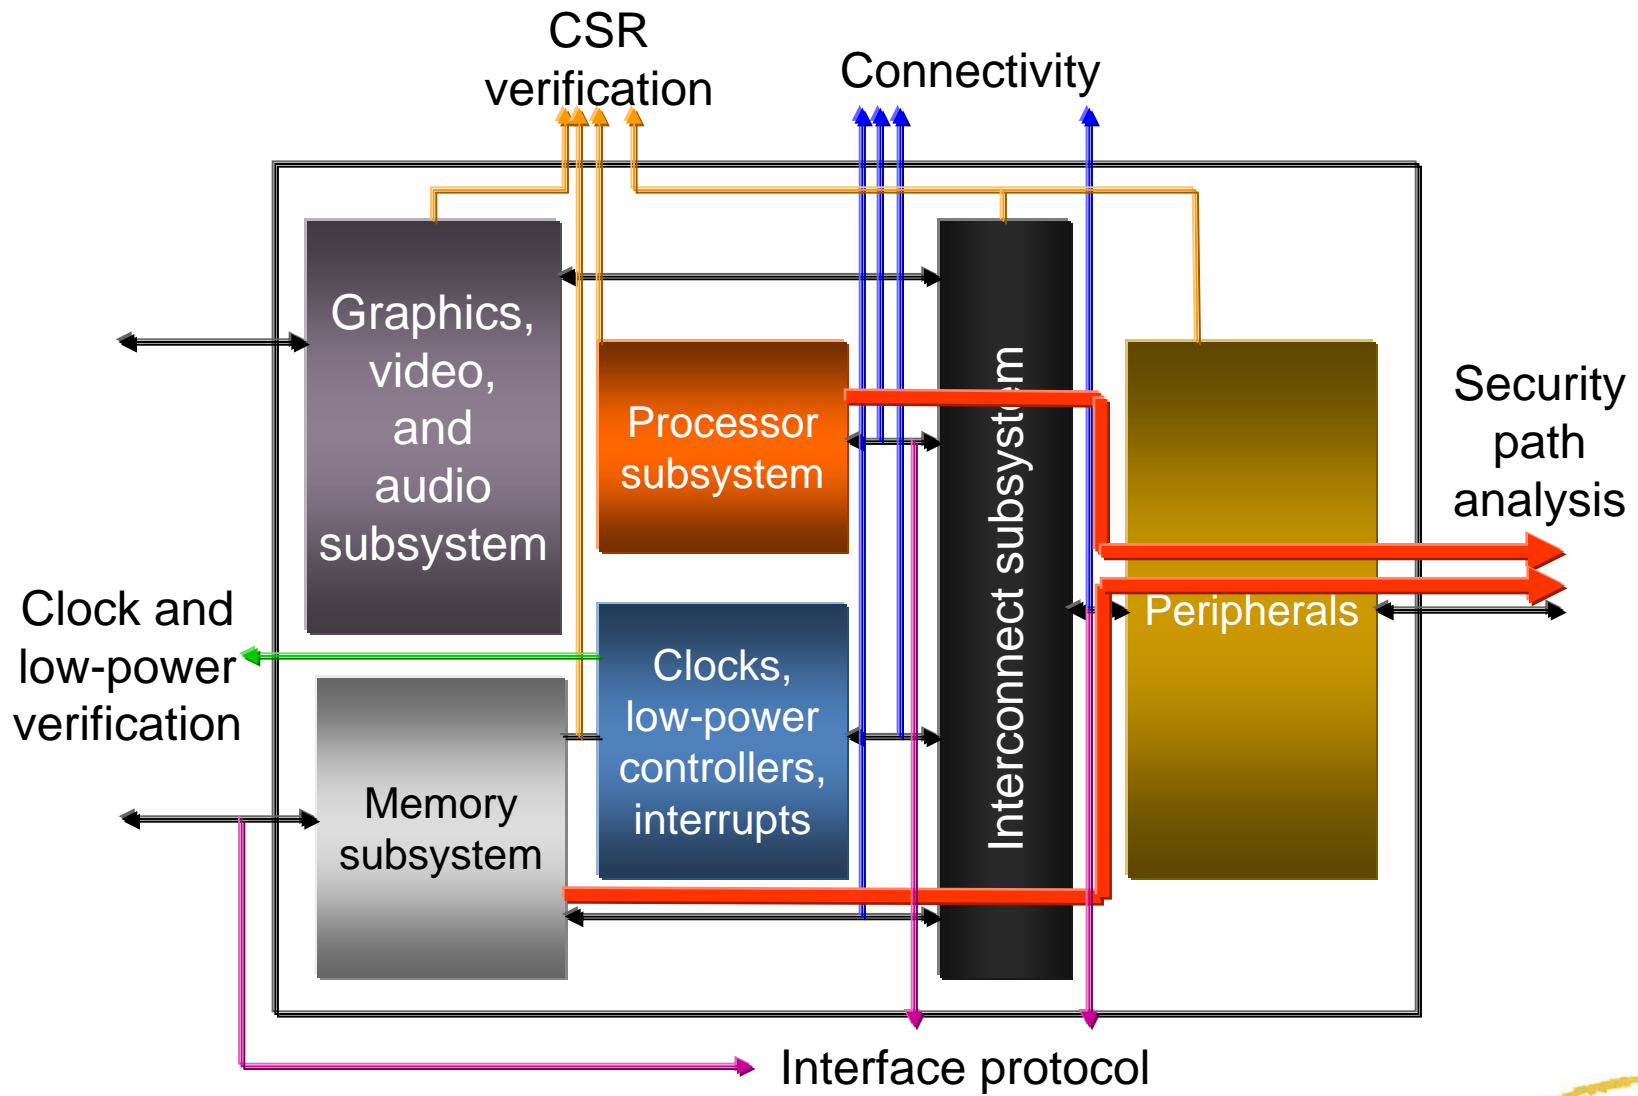 CSR
verification
Connectivity
Graphics,
video,
and
audio
subsystem
Processor
subsystem
Interconnect subsystem
Security
path
analysis
Clock and
low-power
verification
Clocks,
low-power
controllers,
interrupts
Peripherals
Memory
subsystem
Interface protocol